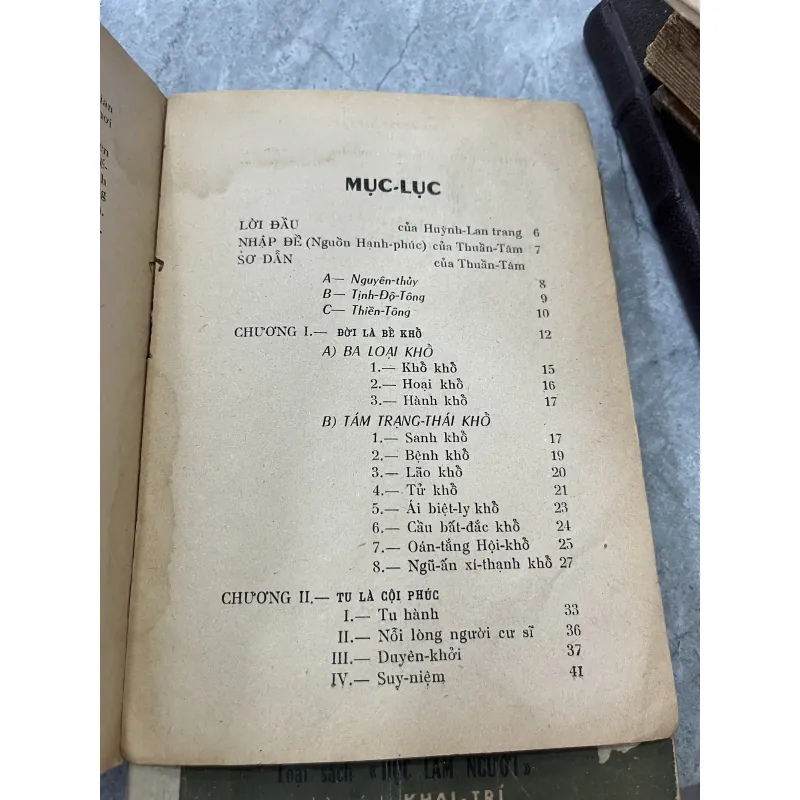 MỤC-LỤC
LỜI ĐẦU của Huỳnh-Lan trang 6
NHẬP ĐỀ (Nguồn Hạnh-phúc) của Thuần-Tâm 7
SƠ DẪN của Thuần-Tâm
A— Nguyên-thủy 8
B— Tịnh-Độ-Tông 9
C— Thiền-Tông 10
CHƯƠNG I.— ĐỜI LÀ BỂ KHỔ 12
A) BA LOẠI KHỔ
1.— Khổ khổ 15
2.— Hoại khổ 16
3.— Hành khổ 17
B) TÁM TRẠNG-THÁI KHỔ
1.— Sanh khổ 17
2.— Bệnh khổ 19
3.— Lão khổ 20
4.— Tử khổ 21
5.— Ái biệt-ly khổ 23
6.— Cầu bất-đắc khổ 24
7.— Oán-tắng Hội-khổ 25
8.— Ngũ-ấn xí-thạnh khổ 27
CHƯƠNG II.— TU LÀ CỘI PHÚC
I.— Tu hành 33
II.— Nỗi lòng người cư sĩ 36
III.— Duyên-khởi 37
IV.— Suy-niệm 41
Loại sách « HỌC LÀM NGƯỜI »
KHAI-TRÍ